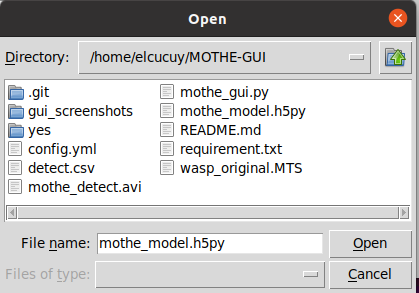 Open
Directory: /home/elcucuy/MOTHE-GUI
.git
gui_screenshots
yes
config.yml
detect.csv
mothe_detect.avi
mothe_gui.py
mothe_model.h5py
README.md
requirement.txt
wasp_original.MTS
File name: mothe_model.h5py Open
Files of type: Cancel